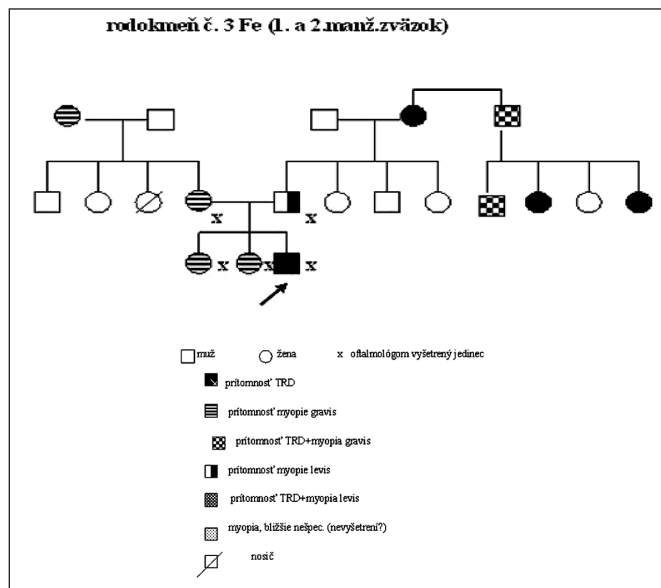 rodokmeň č. 3 Fe (1. a 2.manž.zväzok)
x x
x x x
muž žena x oftalmológom vyšetrený jedinec
prítomnosť TRD
prítomnosť myopie gravis
prítomnosť TRD+myopia gravis
prítomnosť myopie levis
prítomnosť TRD+myopia levis
myopia, bližšie nešpec. (nevyšetrení?)
nosič